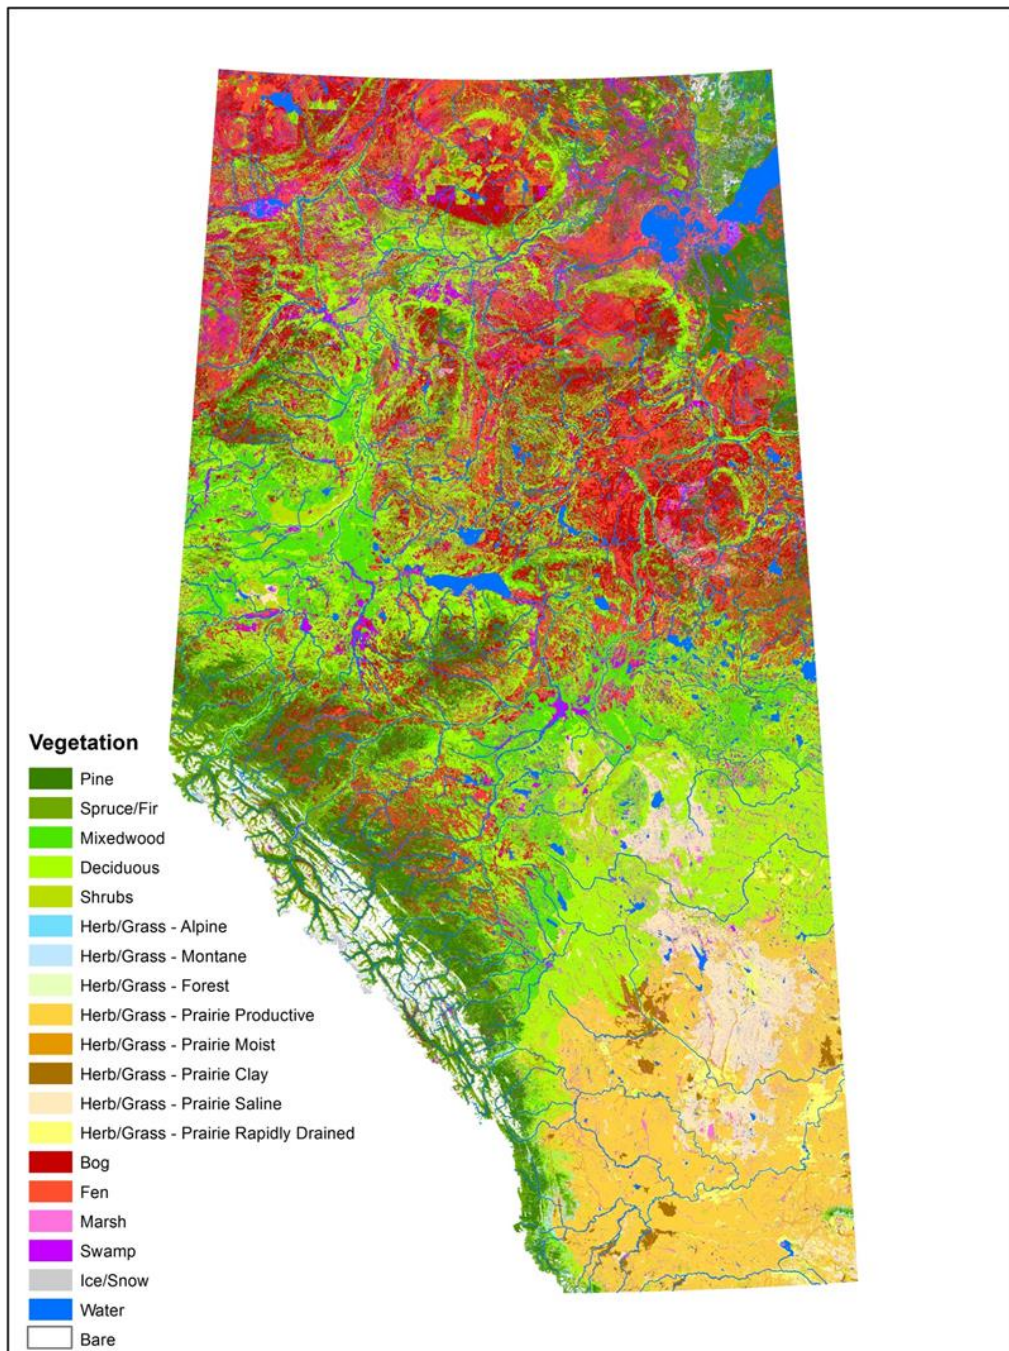 Vegetation
Pine
Spruce/Fir
Mixedwood
Deciduous
Shrubs
Herb/Grass - Alpine
Herb/Grass - Montane
Herb/Grass - Forest
Herb/Grass - Prairie Productive
Herb/Grass - Prairie Moist
Herb/Grass - Prairie Clay
Herb/Grass - Prairie Saline
Herb/Grass - Prairie Rapidly Drained
Bog
Fen
Marsh
Swamp
Ice/Snow
Water
Bare